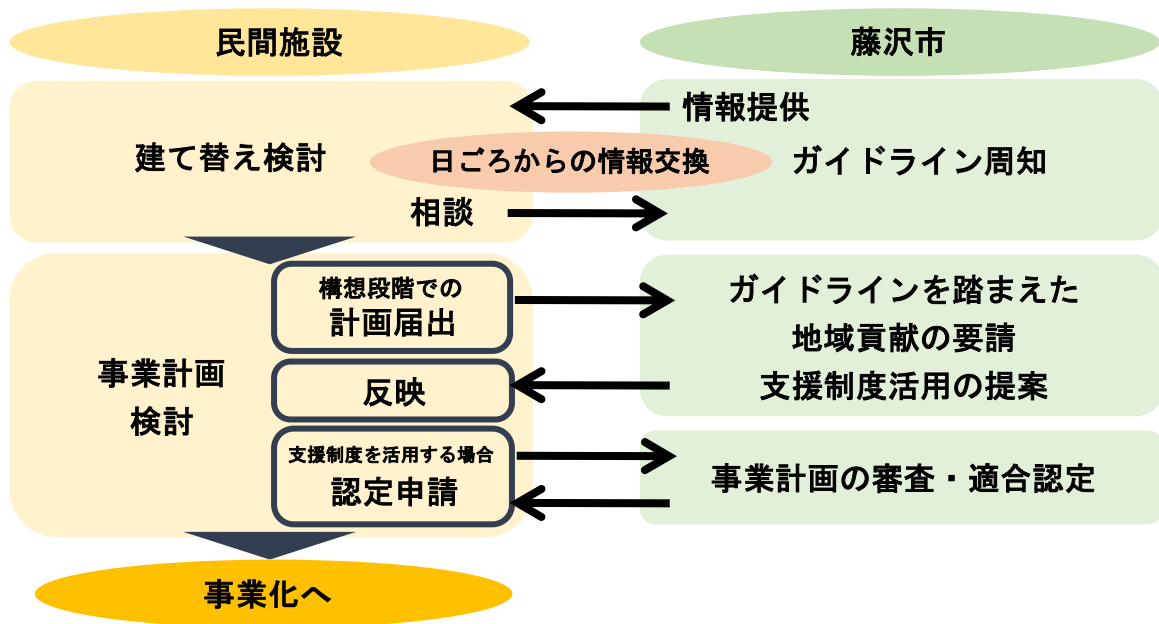 民間施設
藤沢市
情報提供
建て替え検討
日ごろからの情報交換
ガイドライン周知
相談
構想段階での
計画届出
ガイドラインを踏まえた
地域貢献の要請
支援制度活用の提案
事業計画
検討
反映
支援制度を活用する場合
認定申請
事業計画の審査・適合認定
事業化へ